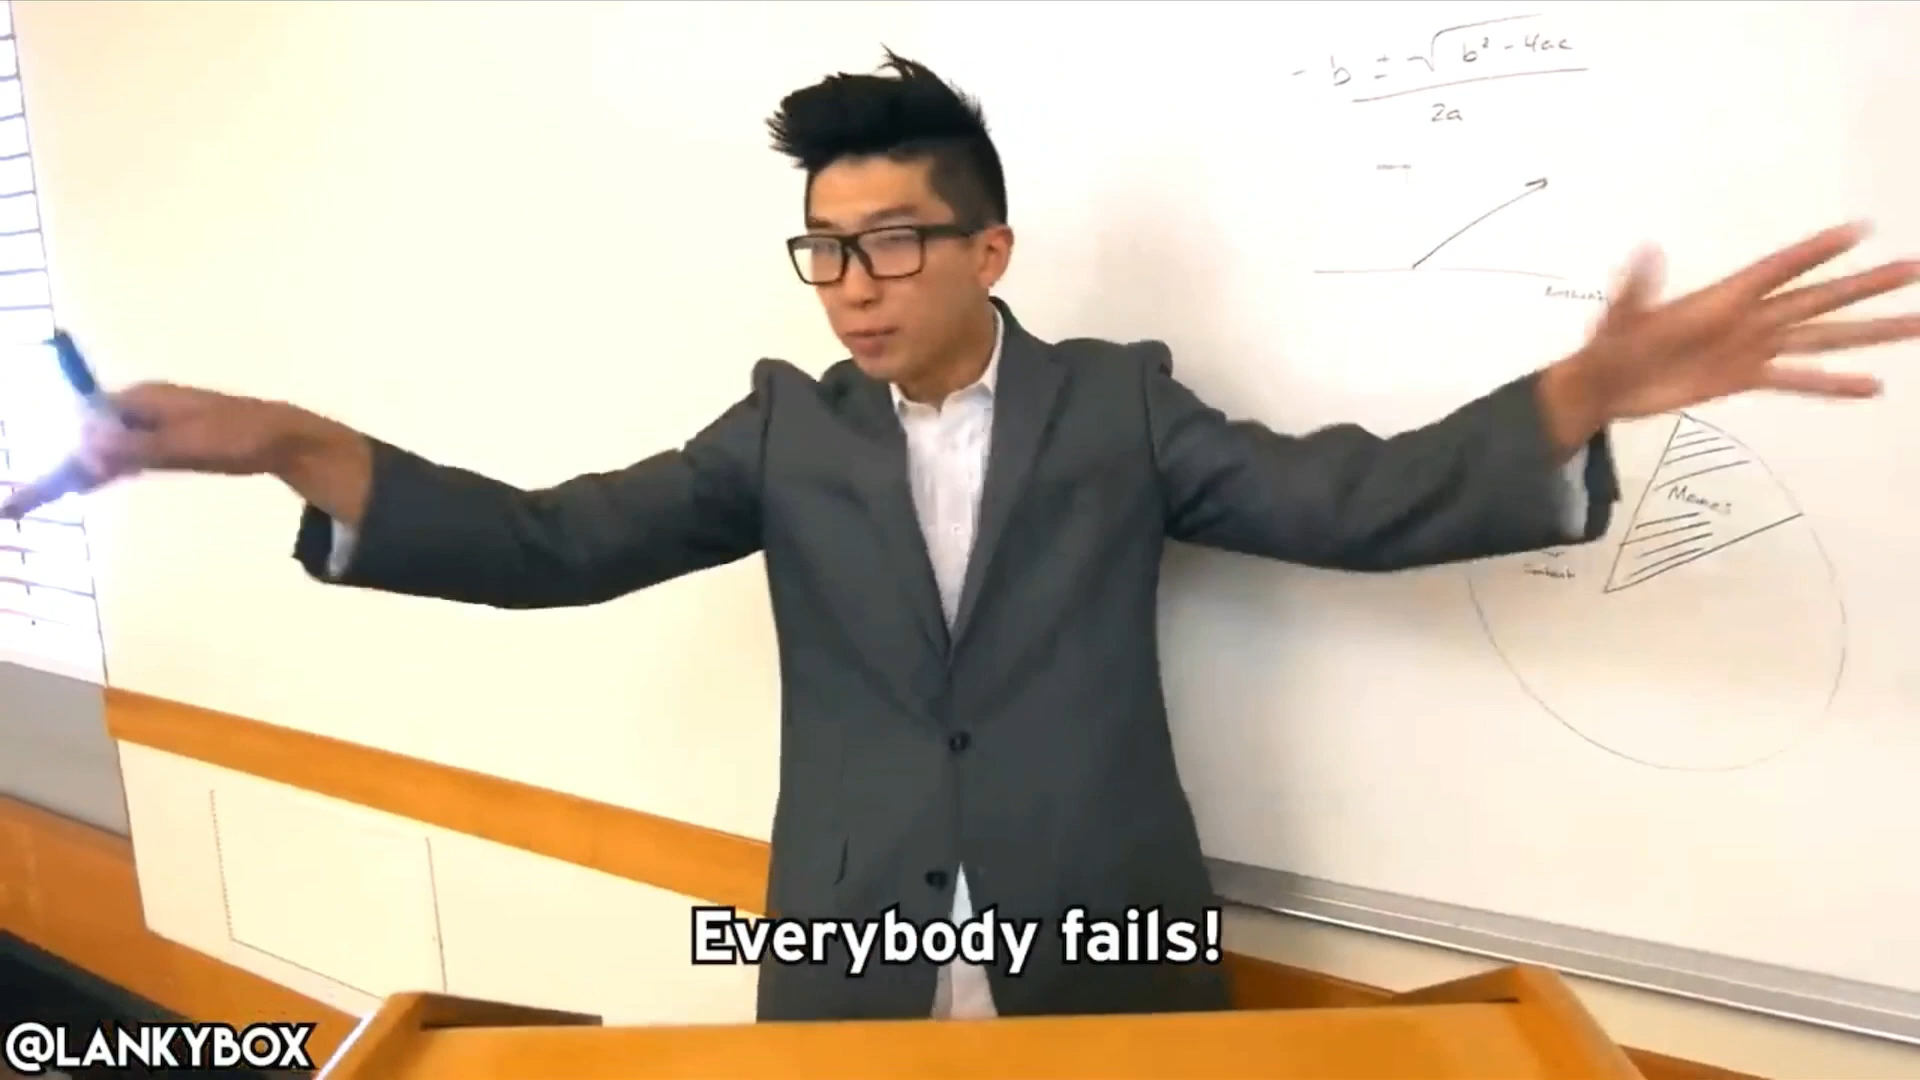 -b ± √b² - 4ac
2a
Memes
Everybody fails!
@LANKYBOX